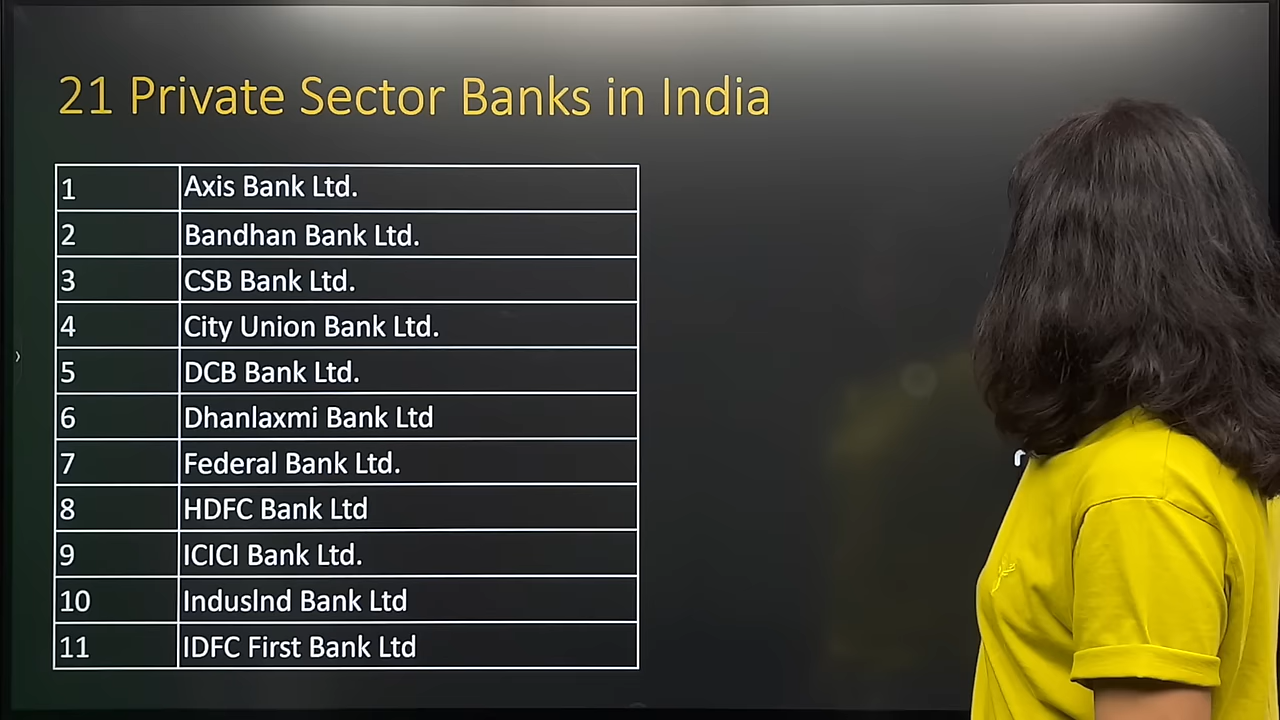 21 Private Sector Banks in India
1 Axis Bank Ltd.
2 Bandhan Bank Ltd.
3 CSB Bank Ltd.
4 City Union Bank Ltd.
5 DCB Bank Ltd.
6 Dhanlaxmi Bank Ltd
7 Federal Bank Ltd.
8 HDFC Bank Ltd
9 ICICI Bank Ltd.
10 IndusInd Bank Ltd
11 IDFC First Bank Ltd